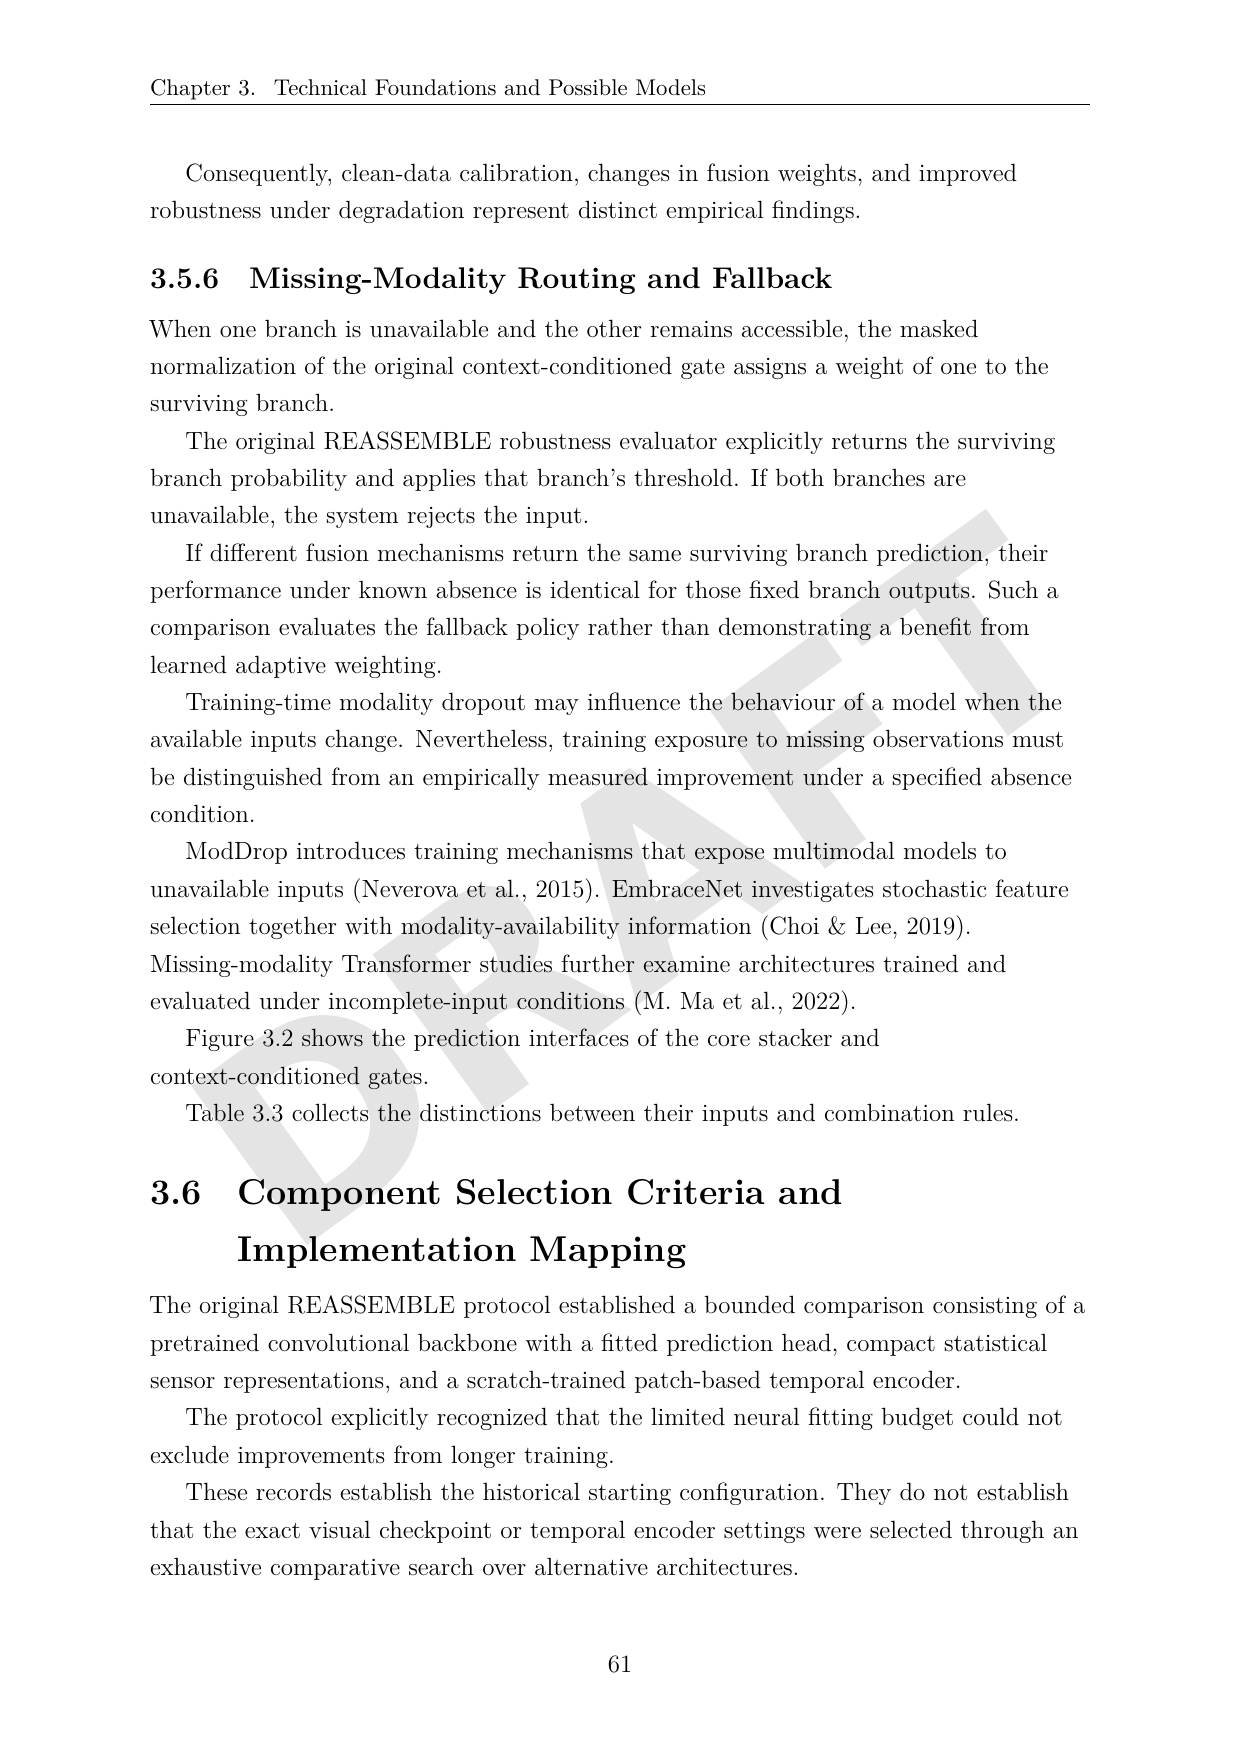 Chapter 3. Technical Foundations and Possible Models
Consequently, clean-data calibration, changes in fusion weights, and improved
robustness under degradation represent distinct empirical findings.
3.5.6 Missing-Modality Routing and Fallback
When one branch is unavailable and the other remains accessible, the masked
normalization of the original context-conditioned gate assigns a weight of one to the
surviving branch.
The original REASSEMBLE robustness evaluator explicitly returns the surviving
branch probability and applies that branch's threshold. If both branches are
unavailable, the system rejects the input.
If different fusion mechanisms return the same surviving branch prediction, their
performance under known absence is identical for those fixed branch outputs. Such a
comparison evaluates the fallback policy rather than demonstrating a benefit from
learned adaptive weighting.
Training-time modality dropout may influence the behaviour of a model when the
available inputs change. Nevertheless, training exposure to missing observations must
be distinguished from an empirically measured improvement under a specified absence
condition.
ModDrop introduces training mechanisms that expose multimodal models to
unavailable inputs (Neverova et al., 2015). EmbraceNet investigates stochastic feature
selection together with modality-availability information (Choi & Lee, 2019).
Missing-modality Transformer studies further examine architectures trained and
evaluated under incomplete-input conditions (M. Ma et al., 2022).
Figure 3.2 shows the prediction interfaces of the core stacker and
context-conditioned gates.
Table 3.3 collects the distinctions between their inputs and combination rules.
3.6 Component Selection Criteria and
Implementation Mapping
The original REASSEMBLE protocol established a bounded comparison consisting of a
pretrained convolutional backbone with a fitted prediction head, compact statistical
sensor representations, and a scratch-trained patch-based temporal encoder.
The protocol explicitly recognized that the limited neural fitting budget could not
exclude improvements from longer training.
These records establish the historical starting configuration. They do not establish
that the exact visual checkpoint or temporal encoder settings were selected through an
exhaustive comparative search over alternative architectures.
61
DRAFT